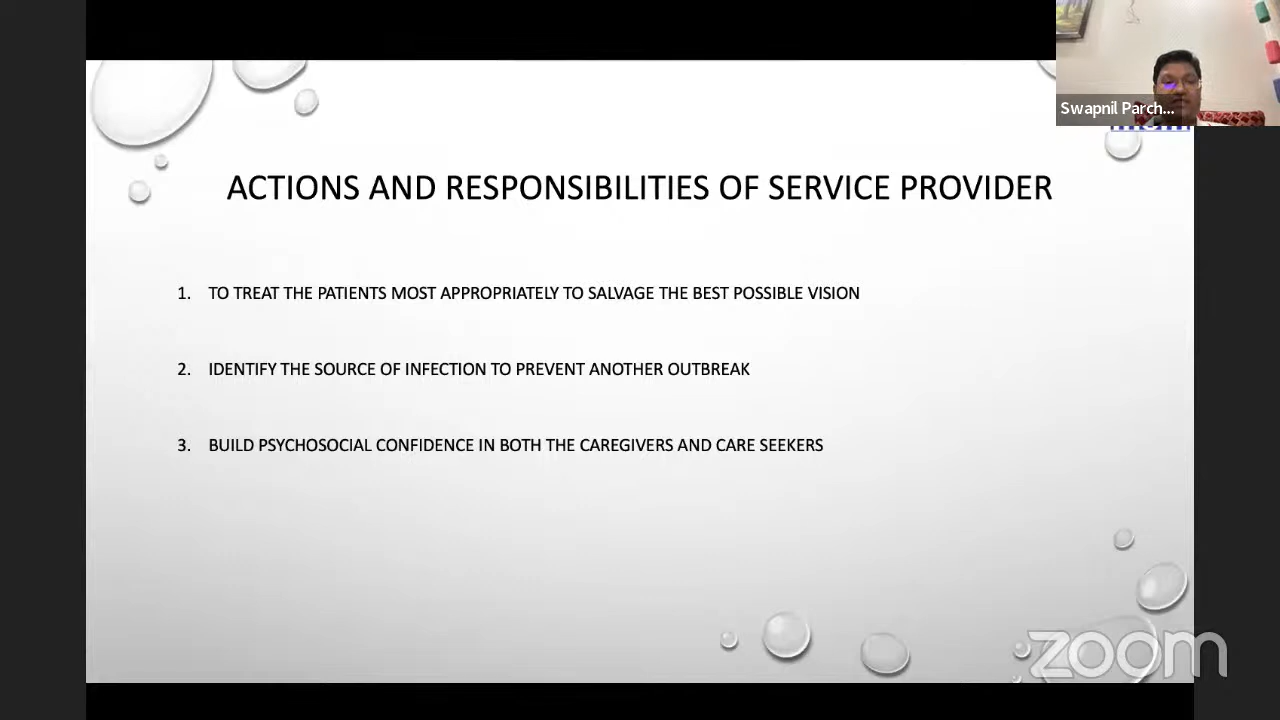 Swapnil Parch...
ACTIONS AND RESPONSIBILITIES OF SERVICE PROVIDER
1. TO TREAT THE PATIENTS MOST APPROPRIATELY TO SALVAGE THE BEST POSSIBLE VISION
2. IDENTIFY THE SOURCE OF INFECTION TO PREVENT ANOTHER OUTBREAK
3. BUILD PSYCHOSOCIAL CONFIDENCE IN BOTH THE CAREGIVERS AND CARE SEEKERS
zoom